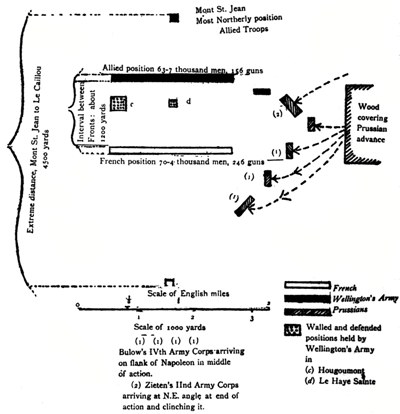 Mont St. Jean
Most Northerly position
Allied Troops
Allied position 63-7 thousand men, 156 guns
c
d
(2)
Interval between
Fronts: about
1200 yards
Extreme distance, Mont St. Jean to Le Caillou
4500 yards
Wood
covering
Prussian
advance
(1)
French position 70-4 thousand men, 246 guns
(1)
(1)
Scale of English miles
0
1
2
3
Scale of 1000 yards
(1) (1) (1) (1)
Bulow's IVth Army Corps arriving
on flank of Napoleon in middle
of action.
(2) Zieten's IInd Army Corps
arriving at N.E. angle at end of
action and clinching it.
French
Wellington's Army
Prussians
Walled and defended
positions held by
Wellington's Army
in
(c) Hougoumont
(d) Le Haye Sainte